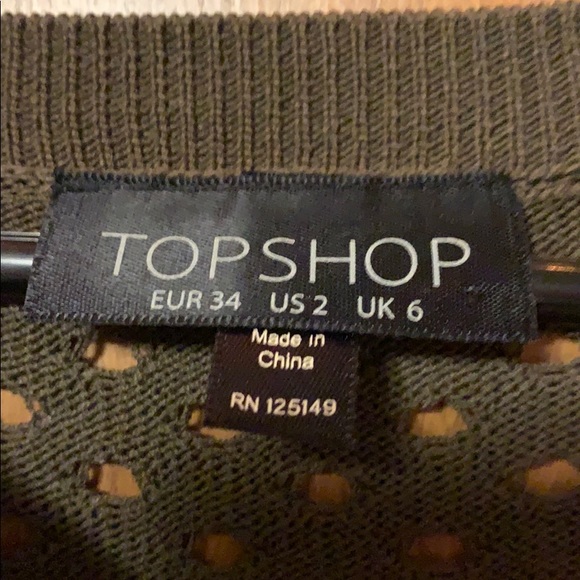 TOPSHOP
EUR 34 US 2 UK 6
Made in
China
RN 125149